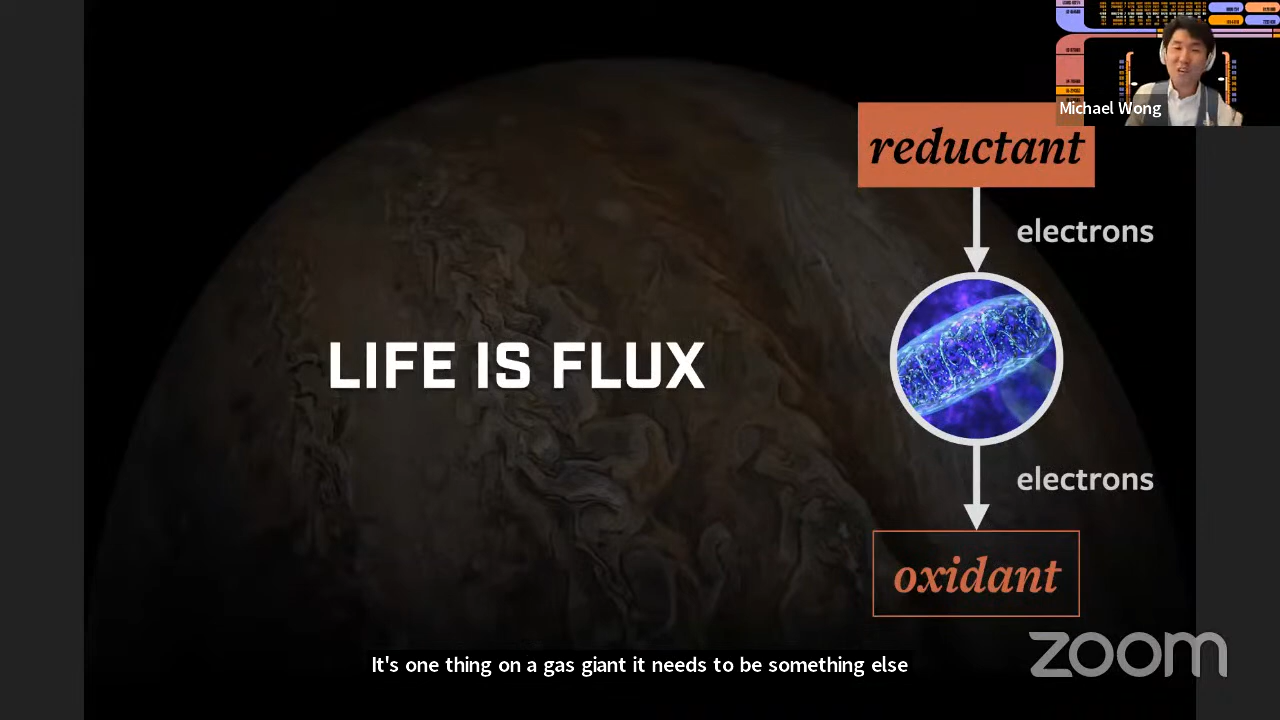 Michael Wong
reductant
electrons
LIFE IS FLUX
electrons
oxidant
zoom
It's one thing on a gas giant it needs to be something else